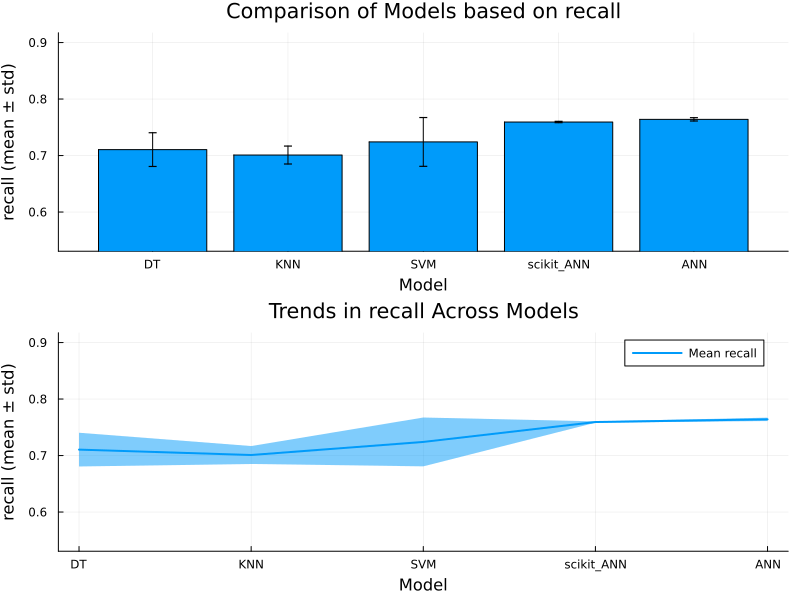 Comparison of Models based on recall
recall (mean ± std)
0.9
0.8
0.7
0.6
DT KNN SVM scikit_ANN ANN
Model
Trends in recall Across Models
recall (mean ± std)
0.9
0.8
0.7
0.6
Mean recall
DT KNN SVM scikit_ANN ANN
Model